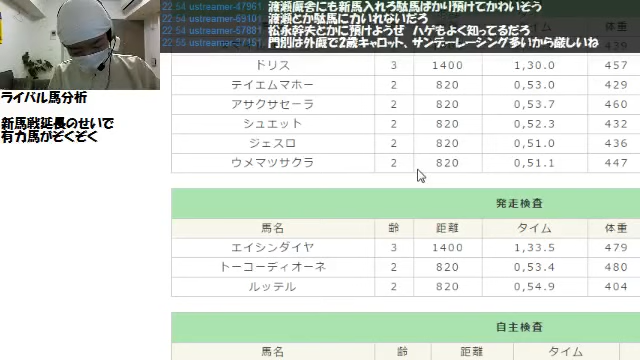 22:54 ustreamer-47961: 渡瀬厩舎にも新馬入れろ駄馬ばかり預けてかわいそう
22:54 ustreamer-69101: 渡瀬とか駄馬に力いれないだろ
22:54 ustreamer-57881: 松永幹夫とかに預けようぜ ハゲもよく知ってるだろ
22:55 ustreamer-37151: 門別は外厩で2歳キャロット、サンデーレーシング多いから厳しいね
ライバル馬分析
新馬戦延長のせいで
有力馬がぞくぞく
ドリス 3 1400 1,30.0 457
テイエムマホー 2 820 0,53.0 429
アサクサセーラ 2 820 0,53.7 460
シュエット 2 820 0,52.3 432
ジェスロ 2 820 0,51.0 436
ウメマツサクラ 2 820 0,51.1 447
発走検査
馬名 齢 距離 タイム 体重
エイシンダイヤ 3 1400 1,33.5 479
トーコーディオーネ 2 820 0,53.4 480
ルッテル 2 820 0,54.9 404
自主検査
馬名 齢 距離 タイム